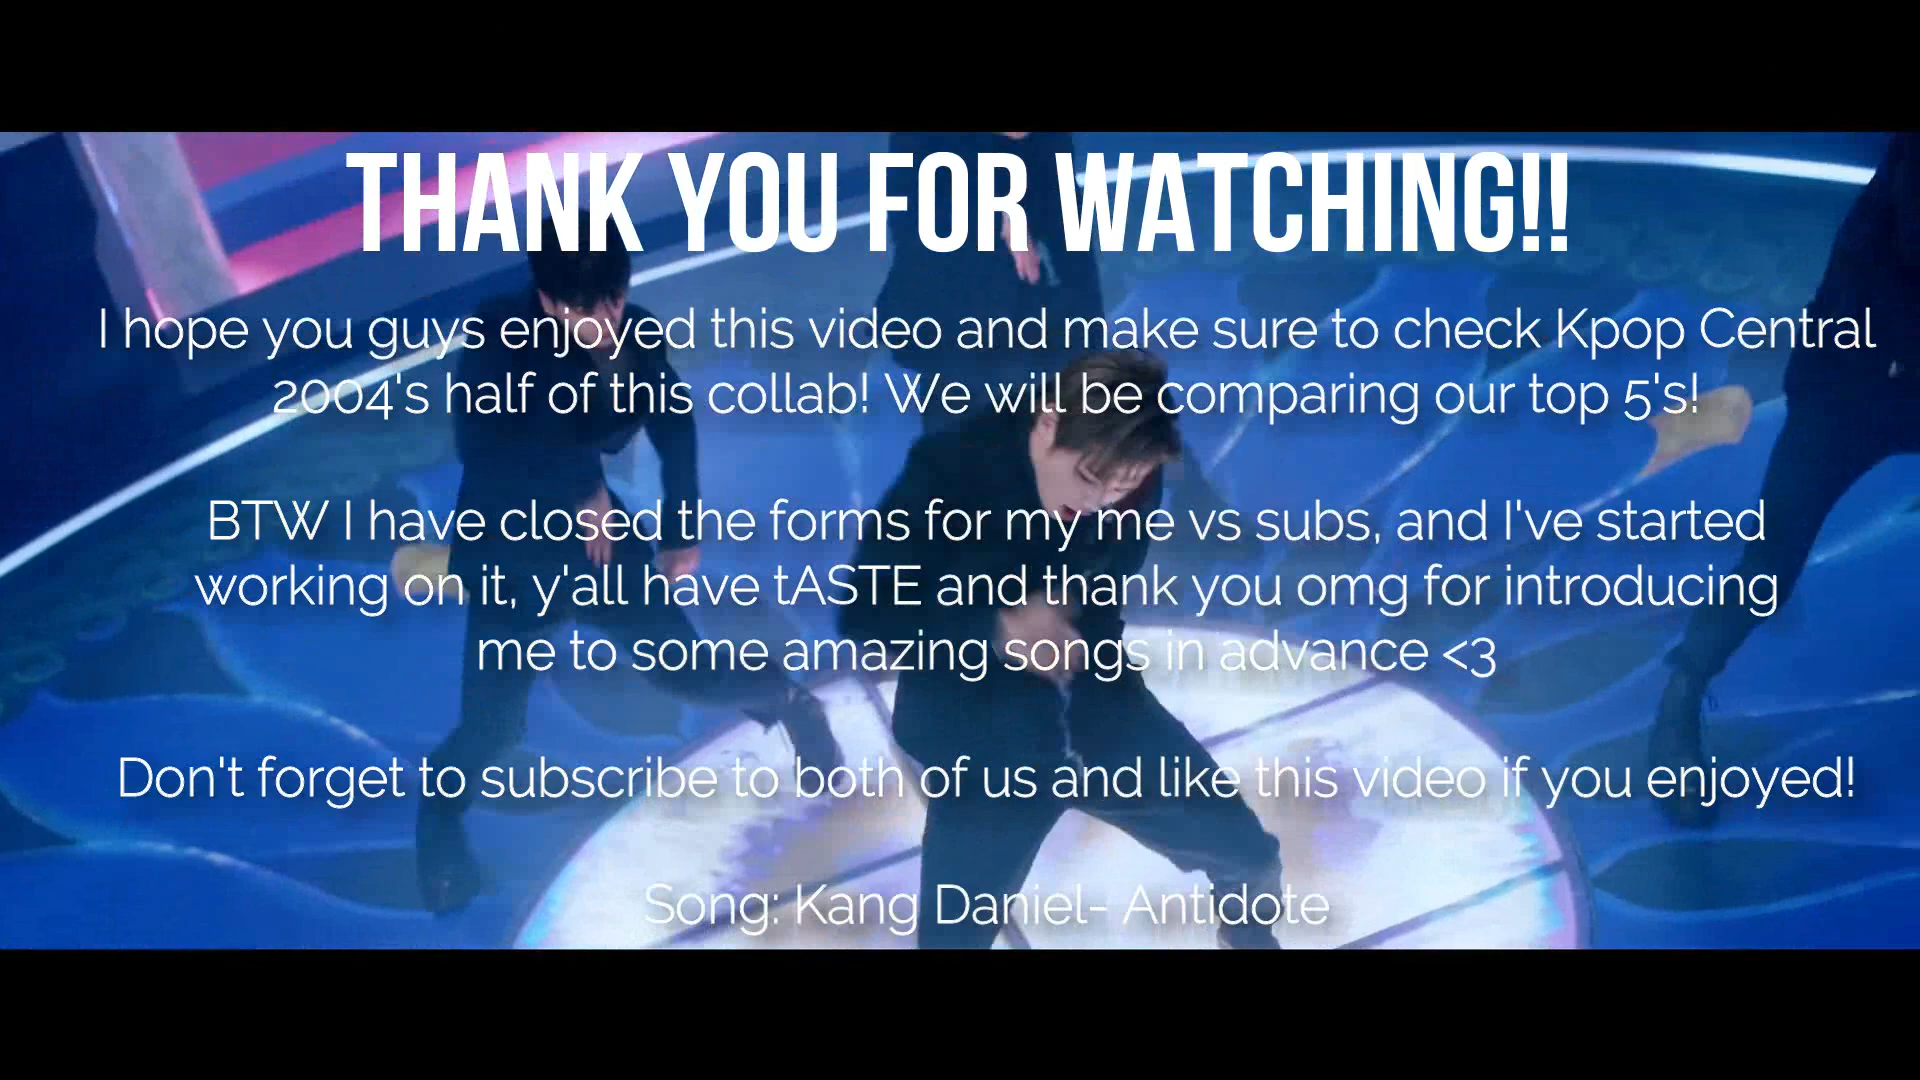 THANK YOU FOR WATCHING!!
I hope you guys enjoyed this video and make sure to check Kpop Central
2004's half of this collab! We will be comparing our top 5's!
BTW I have closed the forms for my me vs subs, and I've started
working on it, y'all have tASTE and thank you omg for introducing
me to some amazing songs in advance <3
Don't forget to subscribe to both of us and like this video if you enjoyed!
Song: Kang Daniel- Antidote